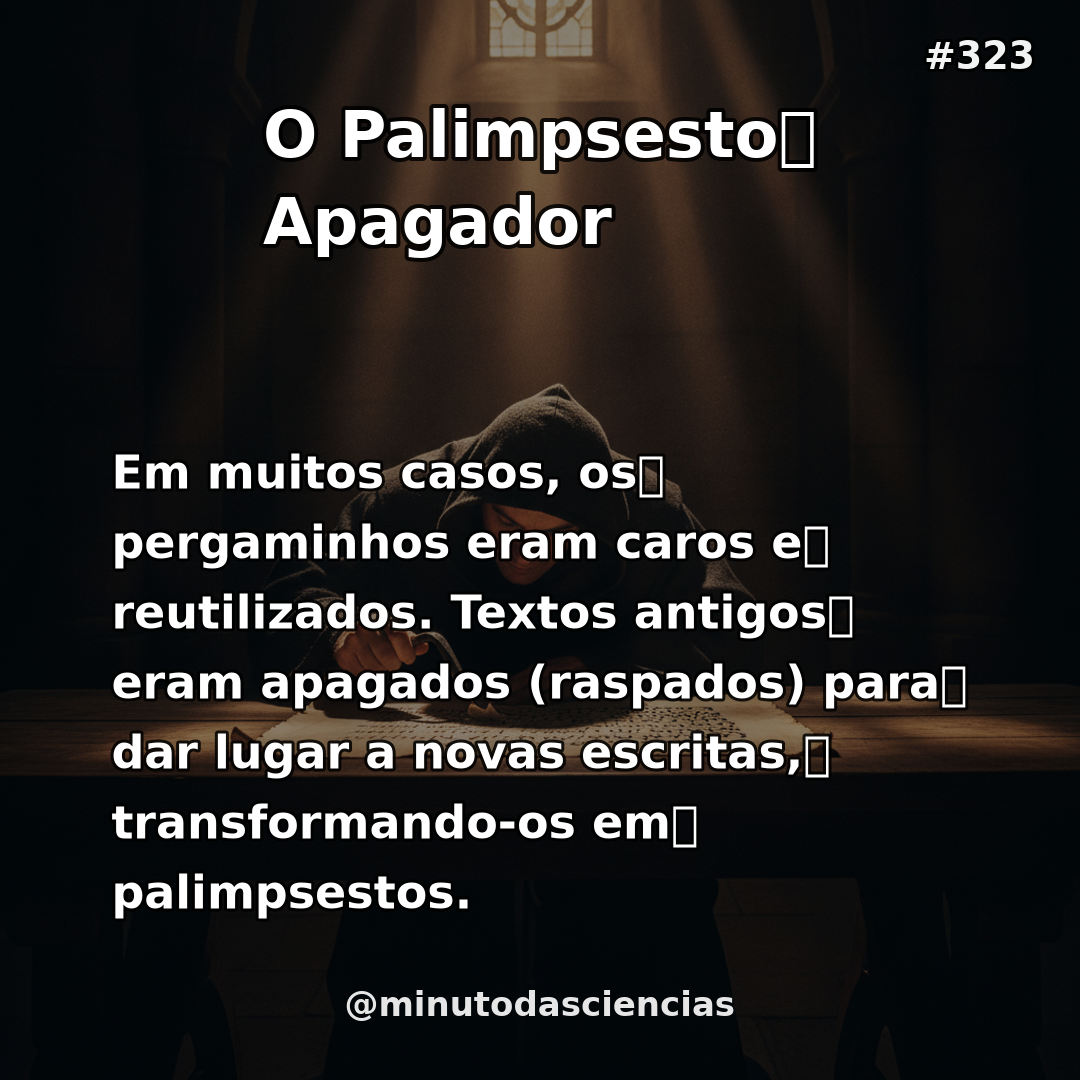 #323
O Palimpsesto▯
Apagador
Em muitos casos, os▯
pergaminhos eram caros e▯
reutilizados. Textos antigos▯
eram apagados (raspados) para▯
dar lugar a novas escritas,▯
transformando-os em▯
palimpsestos.
@minutodasciencias